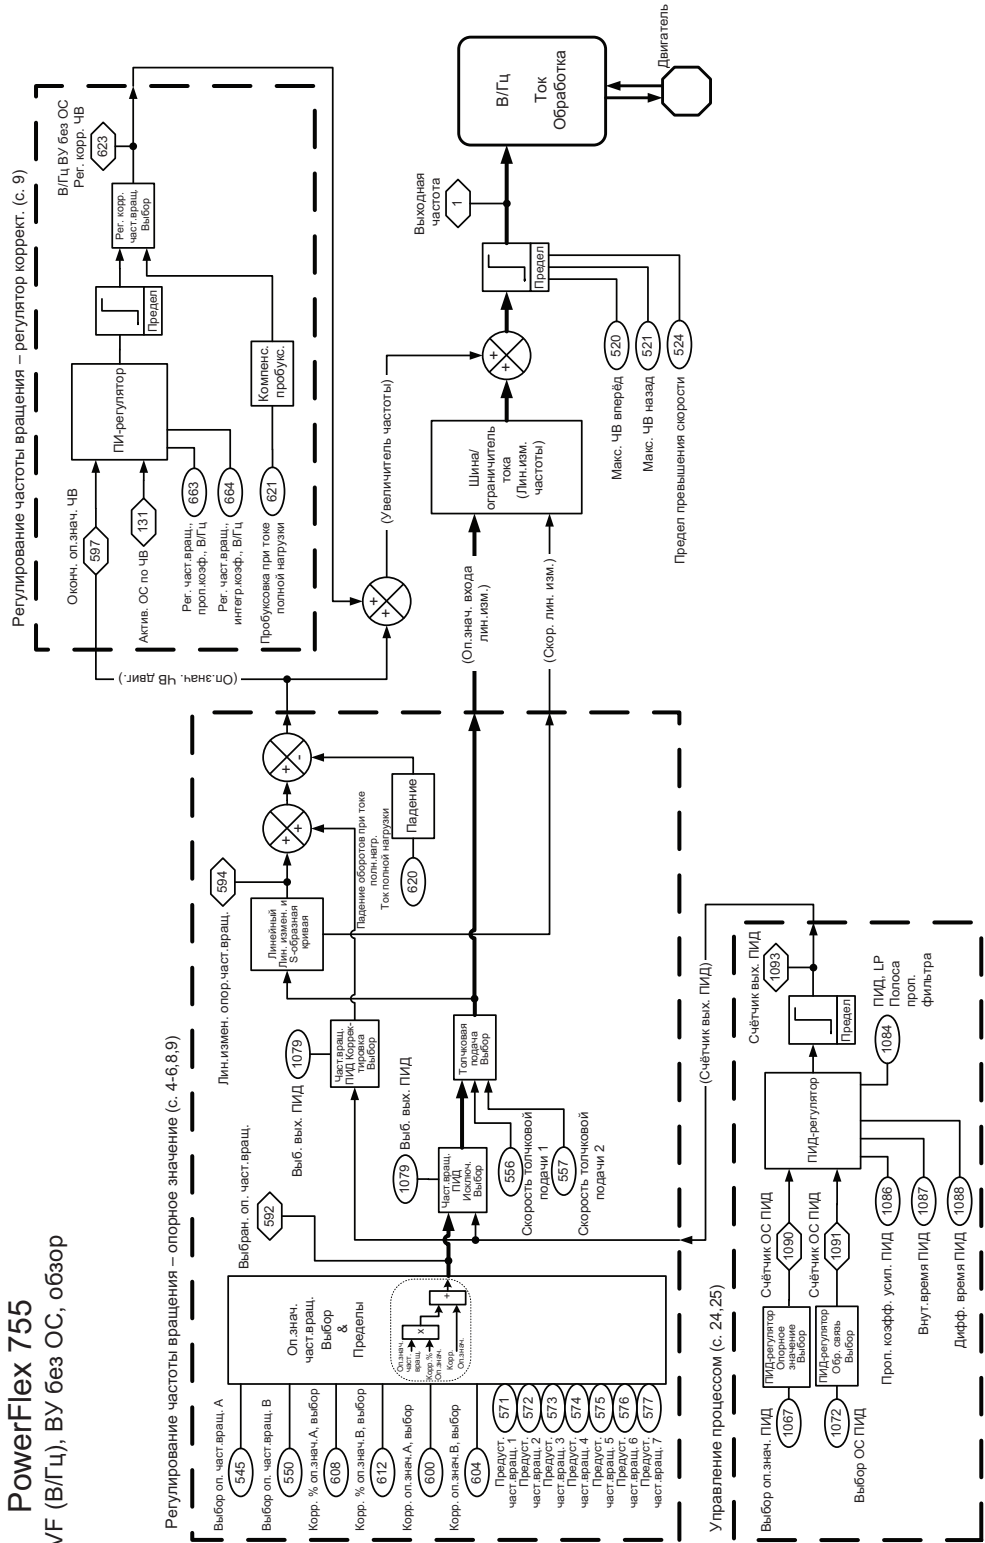 PowerFlex 755
VF (В/Гц), ВУ без ОС, обзор
Регулирование частоты вращения – опорное значение (с. 4-6,8,9)
Выбор оп. част.вращ. A
545
Выбор оп. част.вращ. B
550
Корр. % оп.знач.A, выбор
608
Корр. % оп.знач.B, выбор
612
Корр. оп.знач.A, выбор
600
Корр. оп.знач.B, выбор
604
Предуст.
част.вращ. 1
571
Предуст.
част.вращ. 2
572
Предуст.
част.вращ. 3
573
Предуст.
част.вращ. 4
574
Предуст.
част.вращ. 5
575
Предуст.
част.вращ. 6
576
Предуст.
част.вращ. 7
577
Оп.знач.
част.вращ.
Выбор
&
Пределы
Оп.знач
част.
вращ.
Корр.%
Оп.знач.
Корр.
Оп.знач.
x
+
Выбран. оп. част.вращ.
592
Выб. вых. ПИД
1079
Част.вращ.
ПИД
Исключ.
Выбор
Выб. вых. ПИД
1079
Част.вращ.
ПИД Коррек-
тировка
Выбор
556
Скорость толчковой
подачи 1
557
Скорость толчковой
подачи 2
Толчковая
подача
Выбор
Лин.измен. опор.част.вращ.
594
Линейный
Лин. измен. и
S-образная
кривая
Падение оборотов при токе
полн.нагр.
Ток полной нагрузки
620
Падение
+
+
+
-
(Оп.знач. ЧВ двиг.)
Регулирование частоты вращения – регулятор коррект. (с. 9)
Оконч. оп.знач. ЧВ
597
Актив. ОС по ЧВ
131
Рег. част.вращ.,
проп.коэф., В/Гц
663
Рег. част.вращ.,
интегр.коэф., В/Гц
664
Пробуксовка при токе
полной нагрузки
621
ПИ-регулятор
Компенс.
пробукс.
Предел
Рег. корр.
част.вращ.
Выбор
В/Гц ВУ без ОС
Рег. корр. ЧВ
623
+
+
(Увеличитель частоты)
(Оп.знач. входа
лин.изм.)
(Скор. лин. изм.)
Шина/
ограничитель
тока
(Лин.изм.
частоты)
+
+
Предел
Макс. ЧВ вперёд
520
Макс. ЧВ назад
521
Предел превышения скорости
524
Выходная
частота
1
В/Гц
Ток
Обработка
Двигатель
(Счётчик вых. ПИД)
Управление процессом (с. 24,25)
Выбор оп.знач. ПИД
1067
Выбор ОС ПИД
1072
ПИД-регулятор
Опорное
значение
Выбор
ПИД-регулятор
Обр. связь
Выбор
Счётчик ОС ПИД
1090
Счётчик ОС ПИД
1091
Проп. коэфф. усил. ПИД
1086
Внут.время ПИД
1087
Дифф. время ПИД
1088
ПИД-регулятор
1084
ПИД, LP
Полоса
проп.
фильтра
Предел
Счётчик вых. ПИД
1093